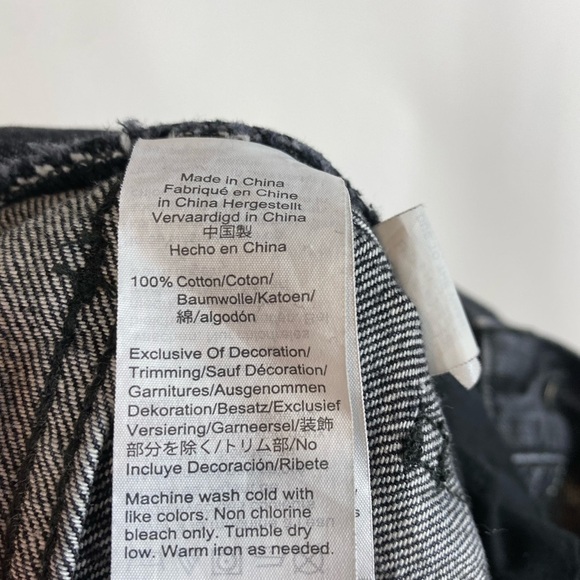 Made in China
Fabriqué en Chine
in China Hergestellt
Vervaardigd in China
中国製
Hecho en China
100% Cotton/Coton/
Baumwolle/Katoen/
綿/algodón
Exclusive Of Decoration/
Trimming/Sauf Décoration/
Garnitures/Ausgenommen
Dekoration/Besatz/Exclusief
Versiering/Garneersel/装飾
部分を除く/トリム部/No
Incluye Decoración/Ribete
Machine wash cold with
like colors. Non chlorine
bleach only. Tumble dry
low. Warm iron as needed.